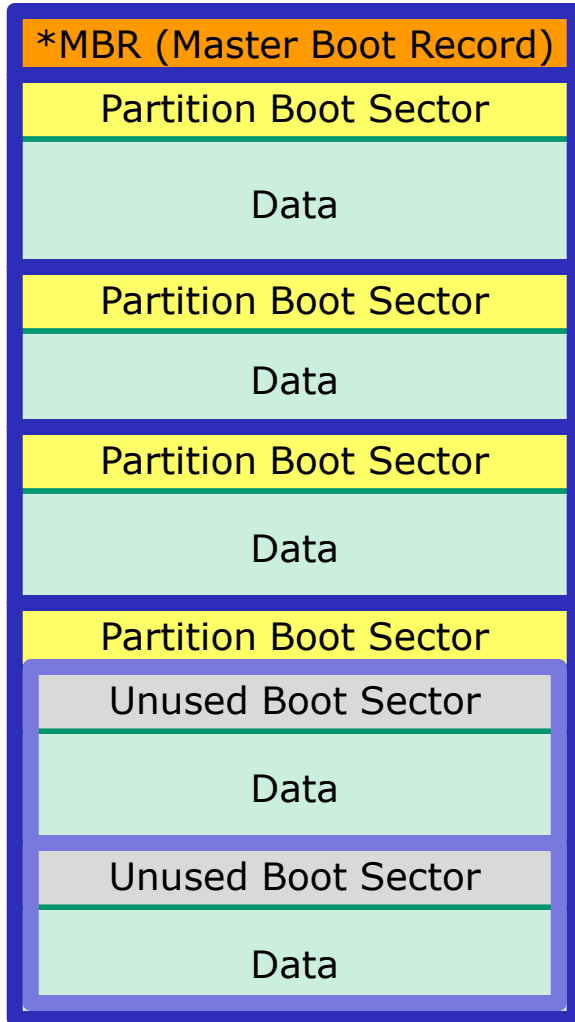 *MBR (Master Boot Record)
Partition Boot Sector
Data
Partition Boot Sector
Data
Partition Boot Sector
Data
Partition Boot Sector
Unused Boot Sector
Data
Unused Boot Sector
Data